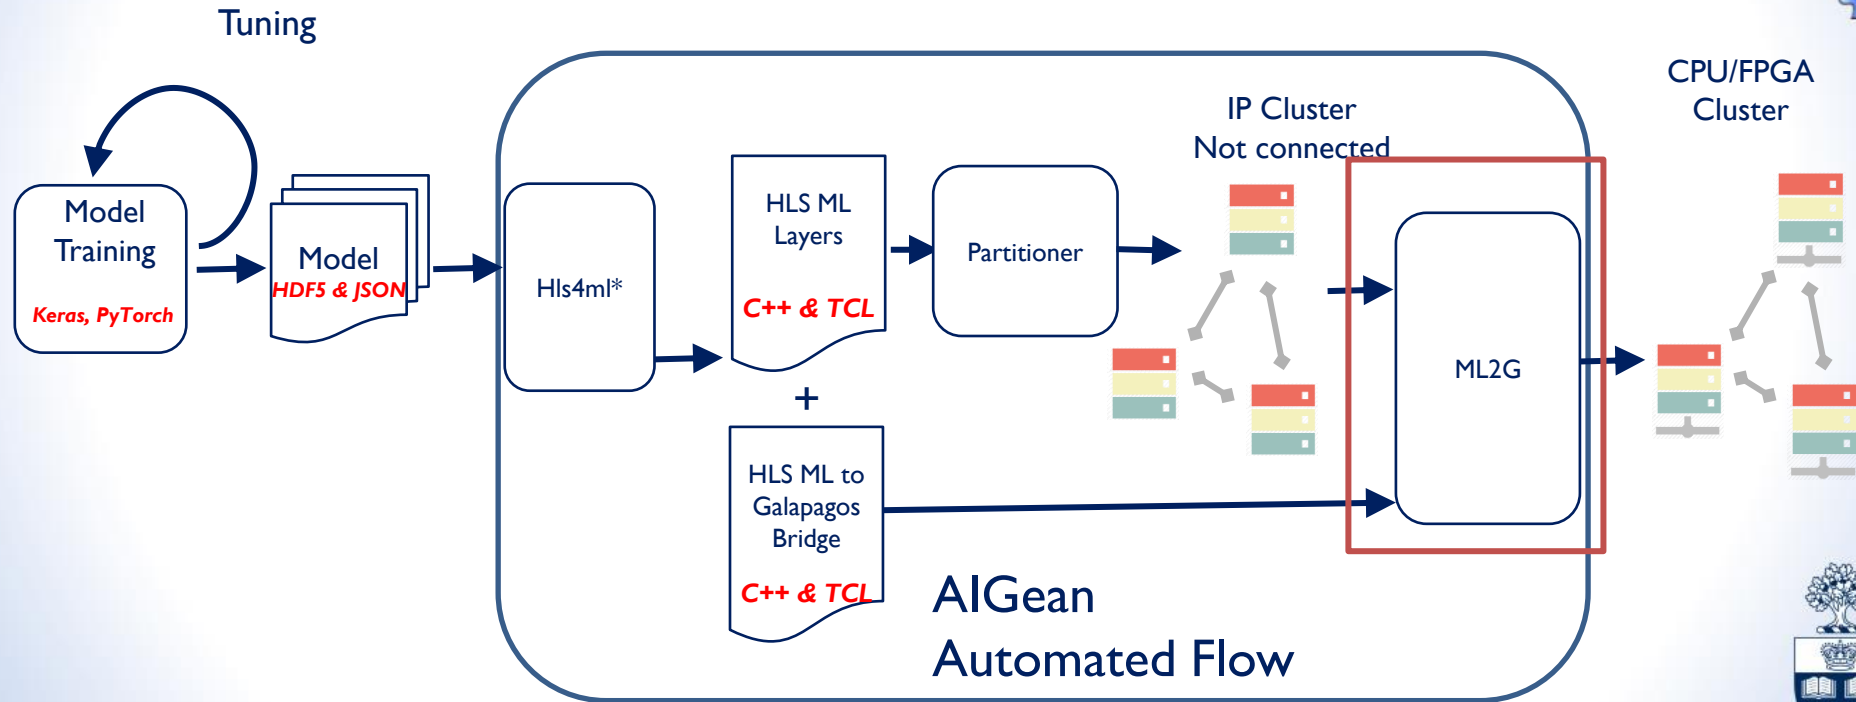 Tuning
Model
Training
Keras, PyTorch
Model
HDF5 & JSON
Hls4ml*
HLS ML
Layers
C++ & TCL
+
HLS ML to
Galapagos
Bridge
C++ & TCL
Partitioner
IP Cluster
Not connected
ML2G
CPU/FPGA
Cluster
AIGean
Automated Flow